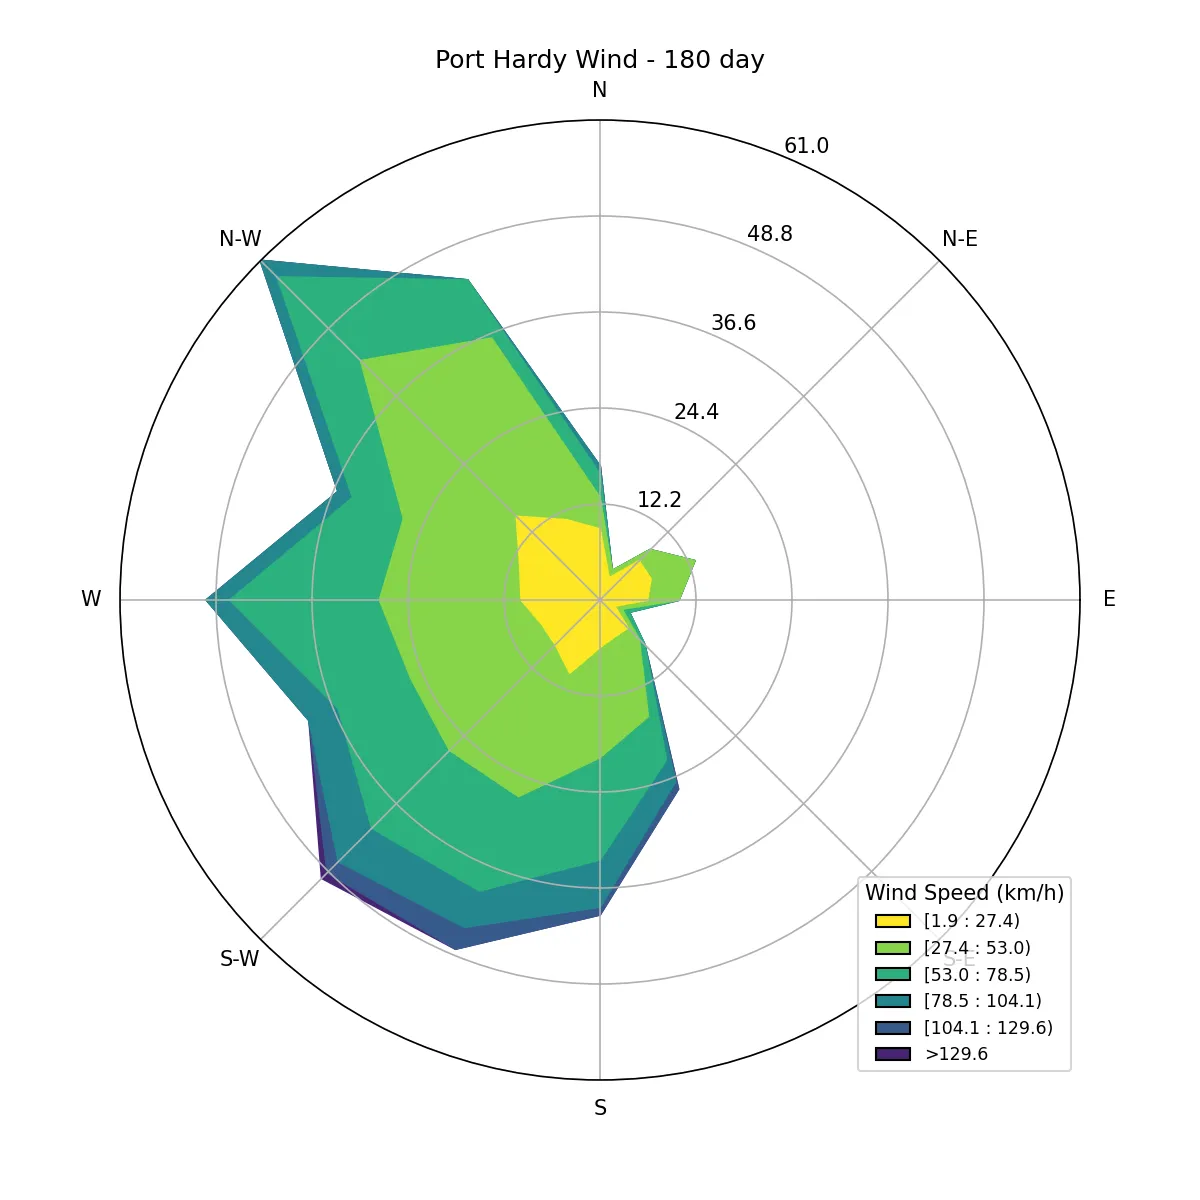 Port Hardy Wind - 180 day
N
61.0
48.8
N-W
N-E
36.6
24.4
12.2
W
E
Wind Speed (km/h)
[1.9 : 27.4)
[27.4 : 53.0)
S-W
S-E
[53.0 : 78.5)
[78.5 : 104.1)
[104.1 : 129.6)
>129.6
S